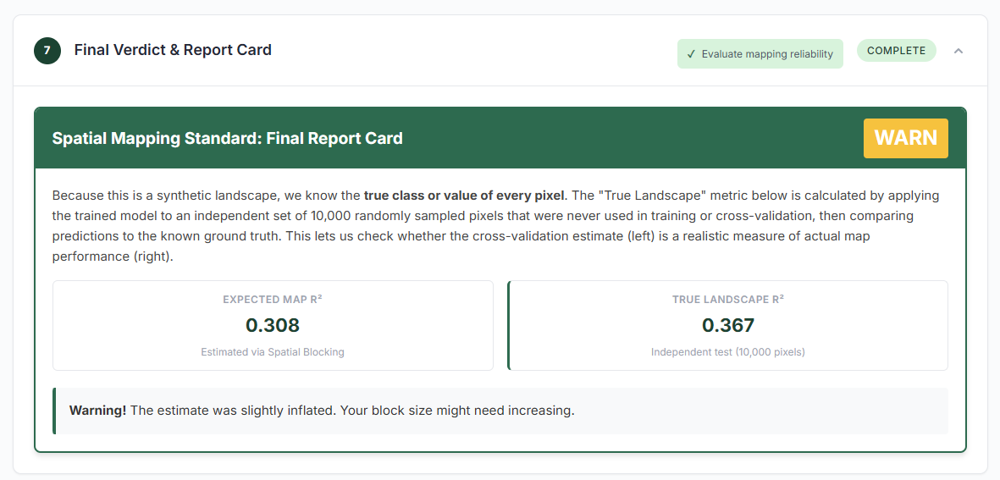 7
Final Verdict & Report Card
✓ Evaluate mapping reliability
COMPLETE
Spatial Mapping Standard: Final Report Card
WARN
Because this is a synthetic landscape, we know the true class or value of every pixel. The "True Landscape" metric below is calculated by applying
the trained model to an independent set of 10,000 randomly sampled pixels that were never used in training or cross-validation, then comparing
predictions to the known ground truth. This lets us check whether the cross-validation estimate (left) is a realistic measure of actual map
performance (right).
EXPECTED MAP R²
0.308
Estimated via Spatial Blocking
TRUE LANDSCAPE R²
0.367
Independent test (10,000 pixels)
Warning! The estimate was slightly inflated. Your block size might need increasing.